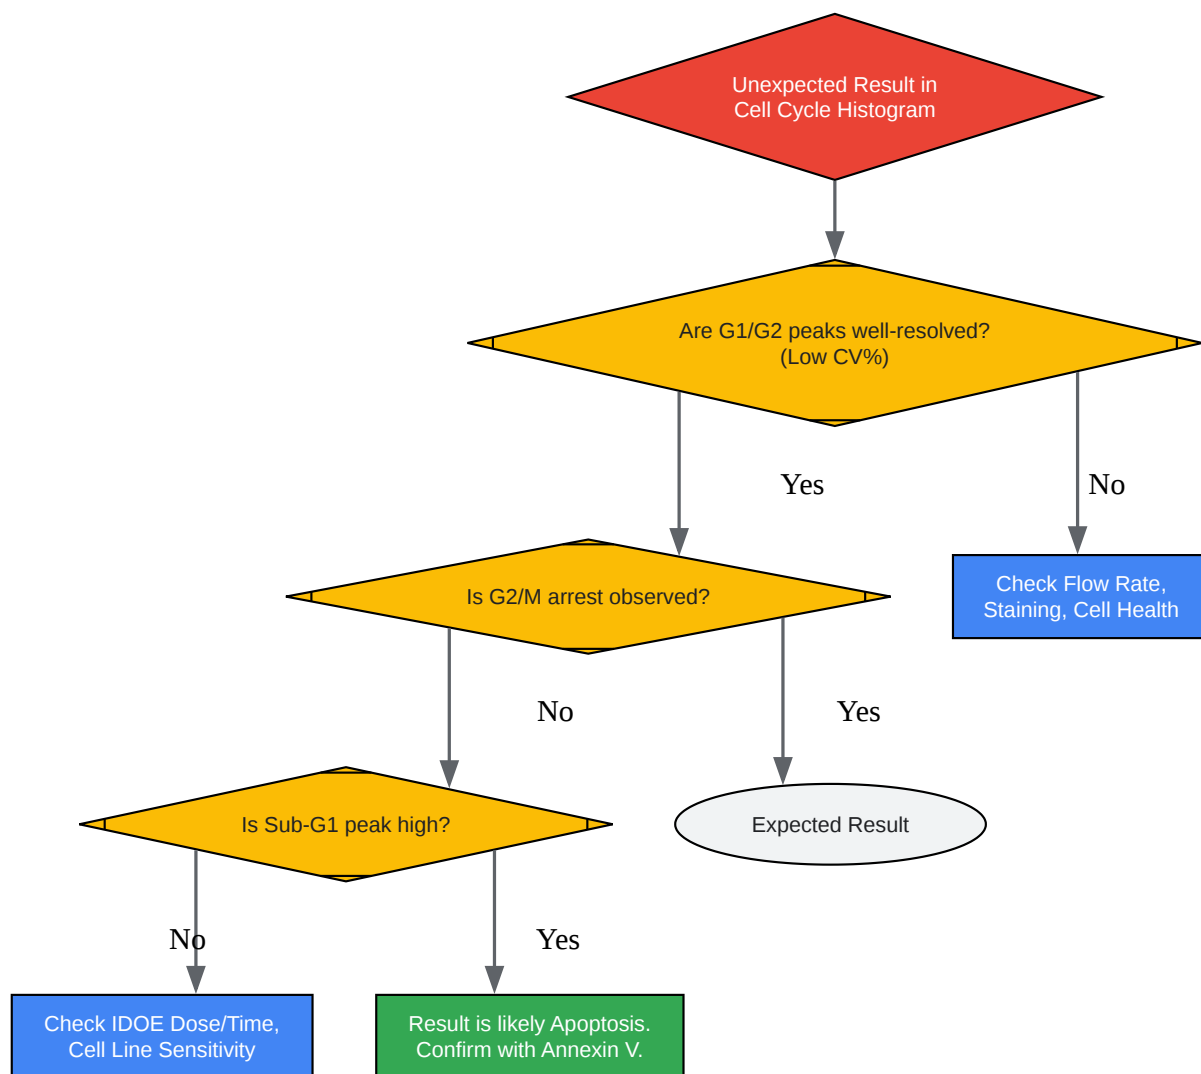 Unexpected Result in
Cell Cycle Histogram
Are G1/G2 peaks well-resolved?
(Low CV%)
Yes
No
Is G2/M arrest observed?
Check Flow Rate,
Staining, Cell Health
No
Yes
Is Sub-G1 peak high?
Expected Result
No
Yes
Check IDOE Dose/Time,
Cell Line Sensitivity
Result is likely Apoptosis.
Confirm with Annexin V.